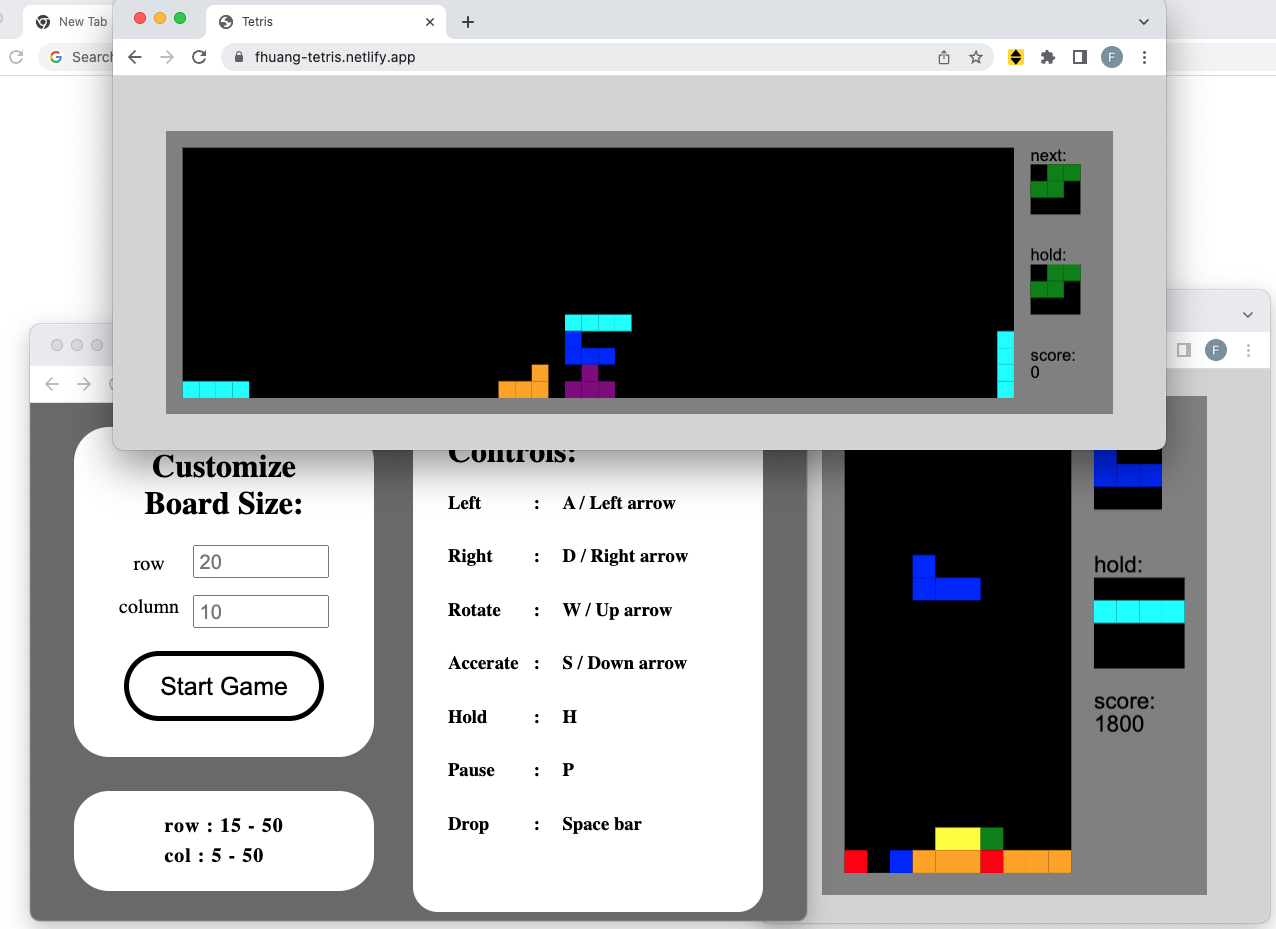 New Tab
Tetris
Search
fhuang-tetris.netlify.app
F
next:
hold:
score:
0
F
Customize
Board Size:
row 20
column 10
Start Game
row : 15 - 50
col : 5 - 50
Controls:
Left : A / Left arrow
Right : D / Right arrow
Rotate : W / Up arrow
Accerate : S / Down arrow
Hold : H
Pause : P
Drop : Space bar
hold:
score:
1800